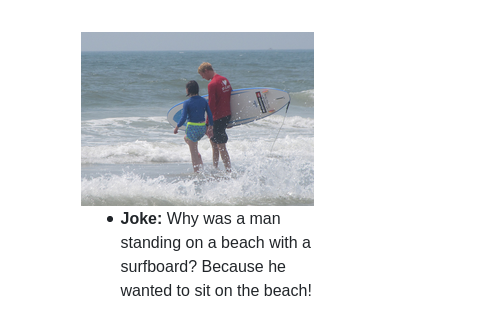 Joke: Why was a man
standing on a beach with a
surfboard? Because he
wanted to sit on the beach!